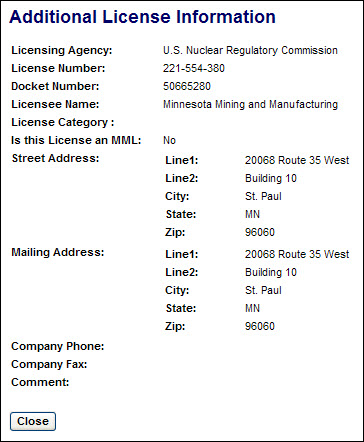 Additional License Information
Licensing Agency: U.S. Nuclear Regulatory Commission
License Number: 221-554-380
Docket Number: 50665280
Licensee Name: Minnesota Mining and Manufacturing
License Category :
Is this License an MML: No
Street Address: Line1: 20068 Route 35 West
Line2: Building 10
City: St. Paul
State: MN
Zip: 96060
Mailing Address: Line1: 20068 Route 35 West
Line2: Building 10
City: St. Paul
State: MN
Zip: 96060
Company Phone:
Company Fax:
Comment:
Close